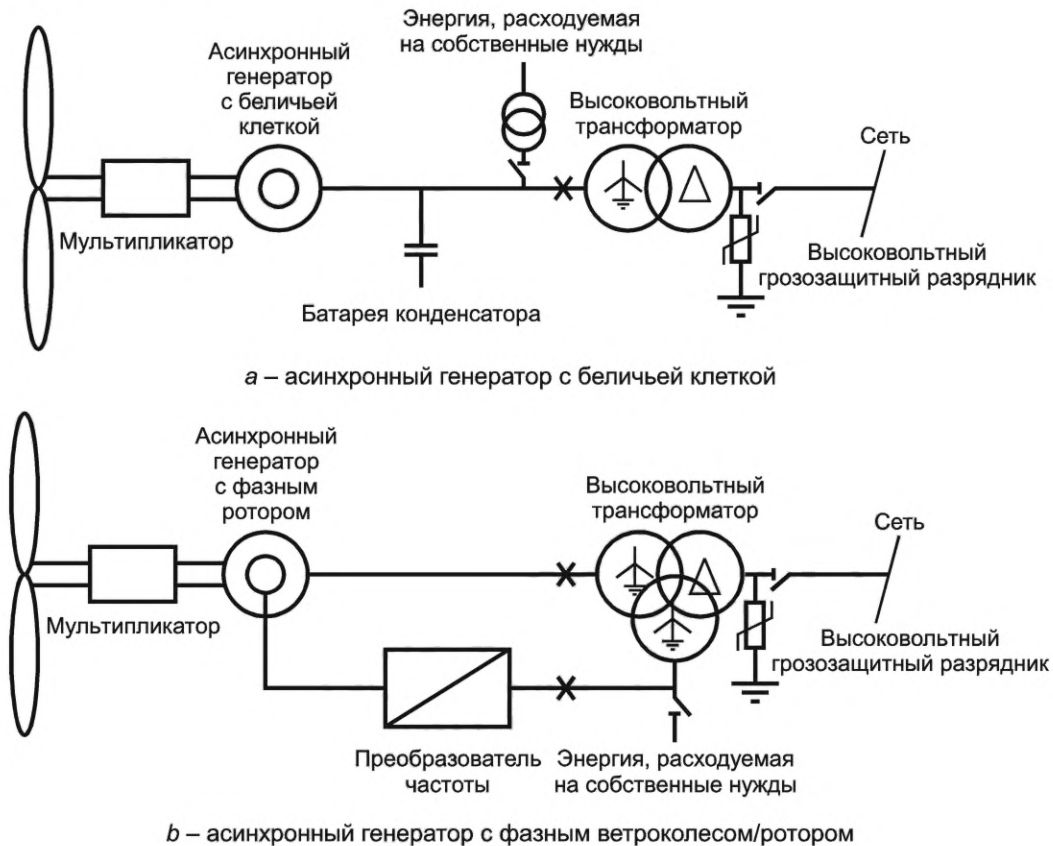 Энергия, расходуемая
на собственные нужды
Асинхронный
генератор
с беличьей
клеткой
Высоковольтный
трансформатор
Сеть
Мультипликатор
Высоковольтный
грозозащитный разрядник
Батарея конденсатора
a – асинхронный генератор с беличьей клеткой
Асинхронный
генератор
с фазным
ротором
Высоковольтный
трансформатор
Сеть
Мультипликатор
Высоковольтный
грозозащитный разрядник
Преобразователь
частоты
Энергия, расходуемая
на собственные нужды
b – асинхронный генератор с фазным ветроколесом/ротором